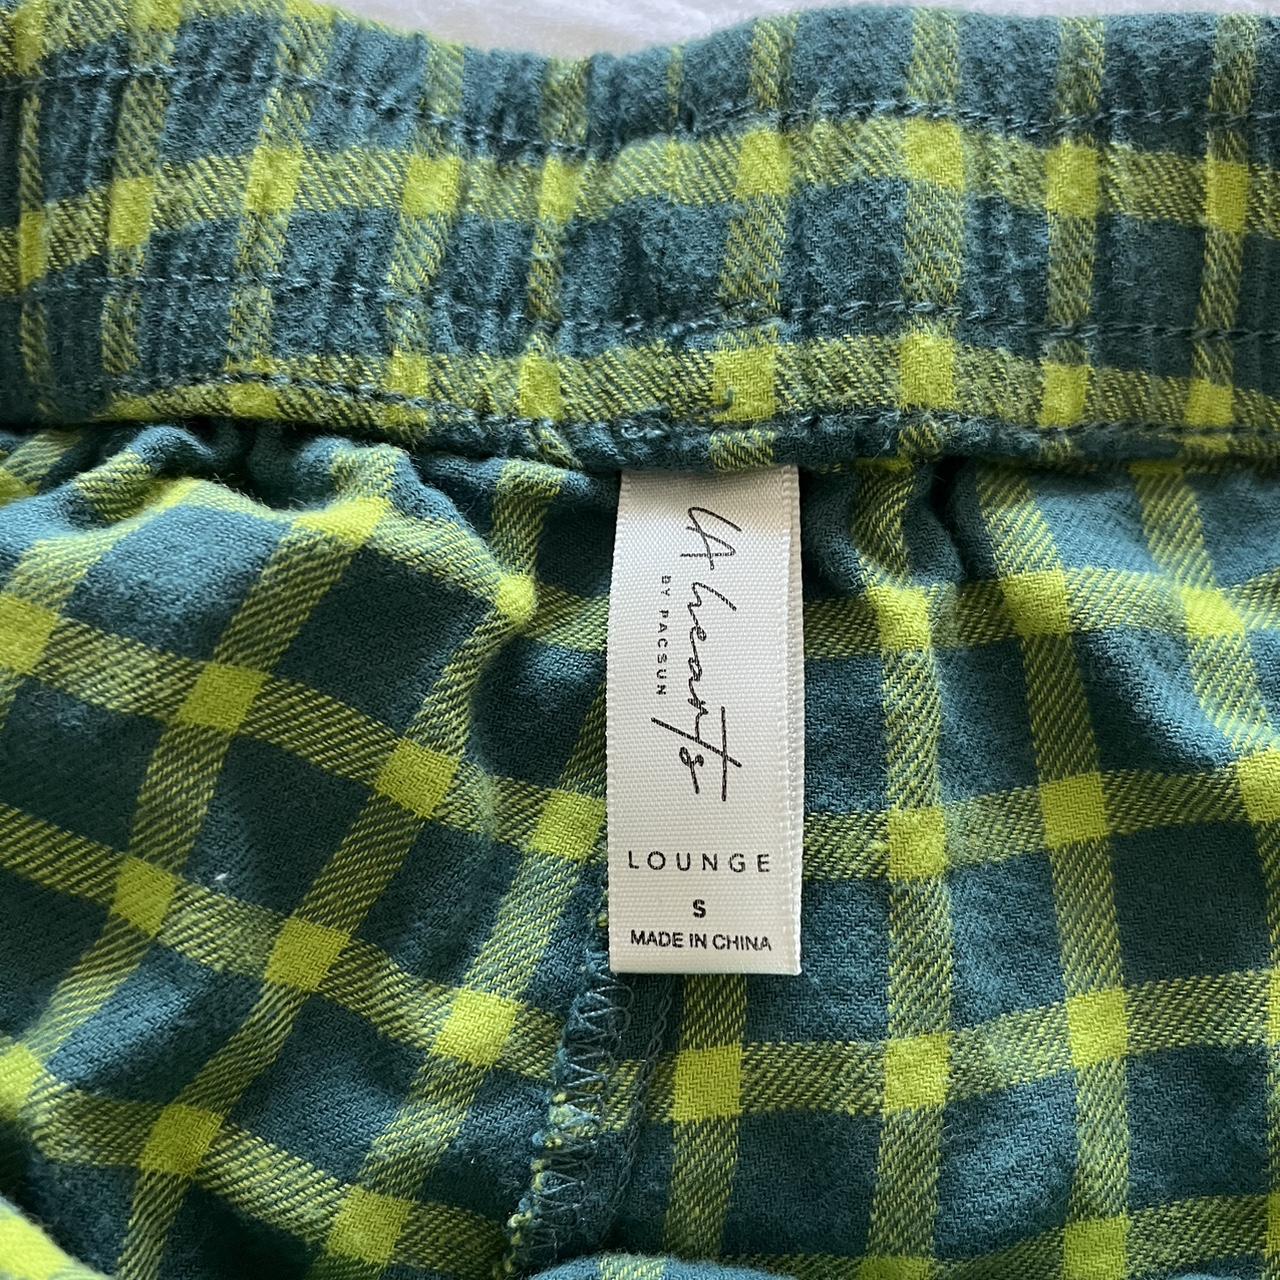 LA hearts
BY PACSUN
LOUNGE
S
MADE IN CHINA